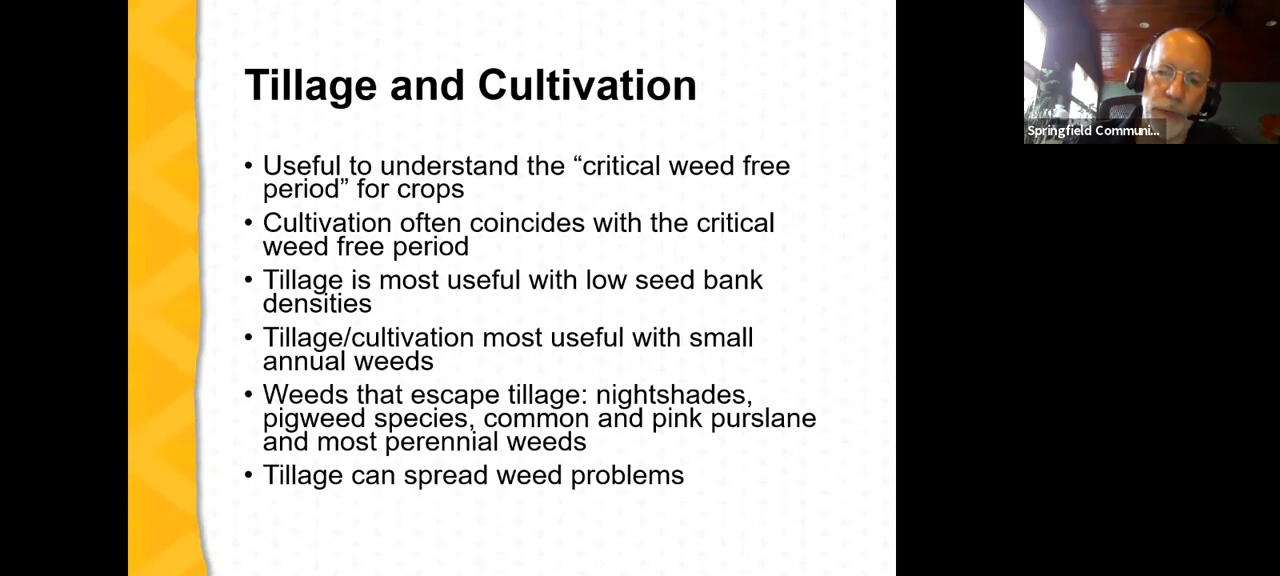 Tillage and Cultivation
• Useful to understand the “critical weed free
period” for crops
• Cultivation often coincides with the critical
weed free period
• Tillage is most useful with low seed bank
densities
• Tillage/cultivation most useful with small
annual weeds
• Weeds that escape tillage: nightshades,
pigweed species, common and pink purslane
and most perennial weeds
• Tillage can spread weed problems
Springfield Communi...